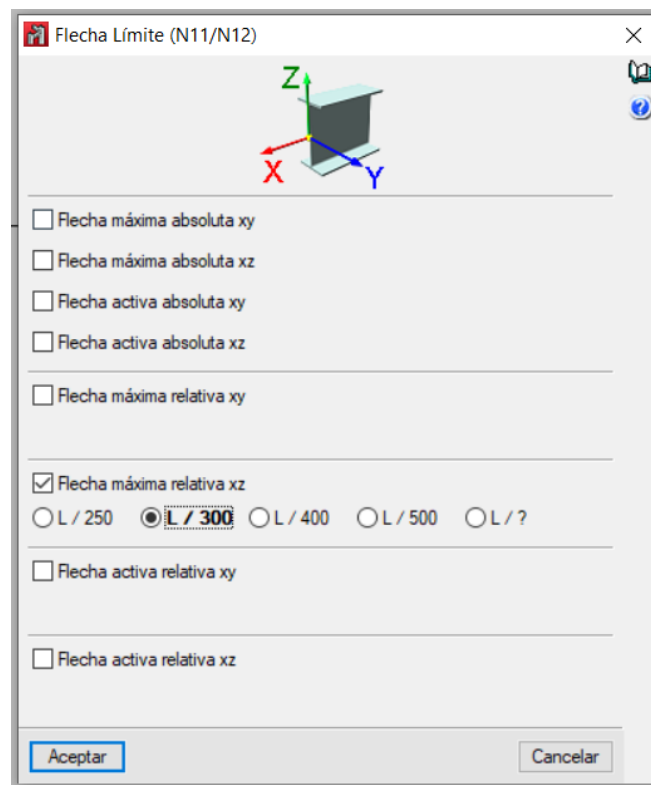 Flecha Límite (N11/N12)
Z
X
Y
Flecha máxima absoluta xy
Flecha máxima absoluta xz
Flecha activa absoluta xy
Flecha activa absoluta xz
Flecha máxima relativa xy
Flecha máxima relativa xz
L / 250 L / 300 L / 400 L / 500 L / ?
Flecha activa relativa xy
Flecha activa relativa xz
Aceptar Cancelar